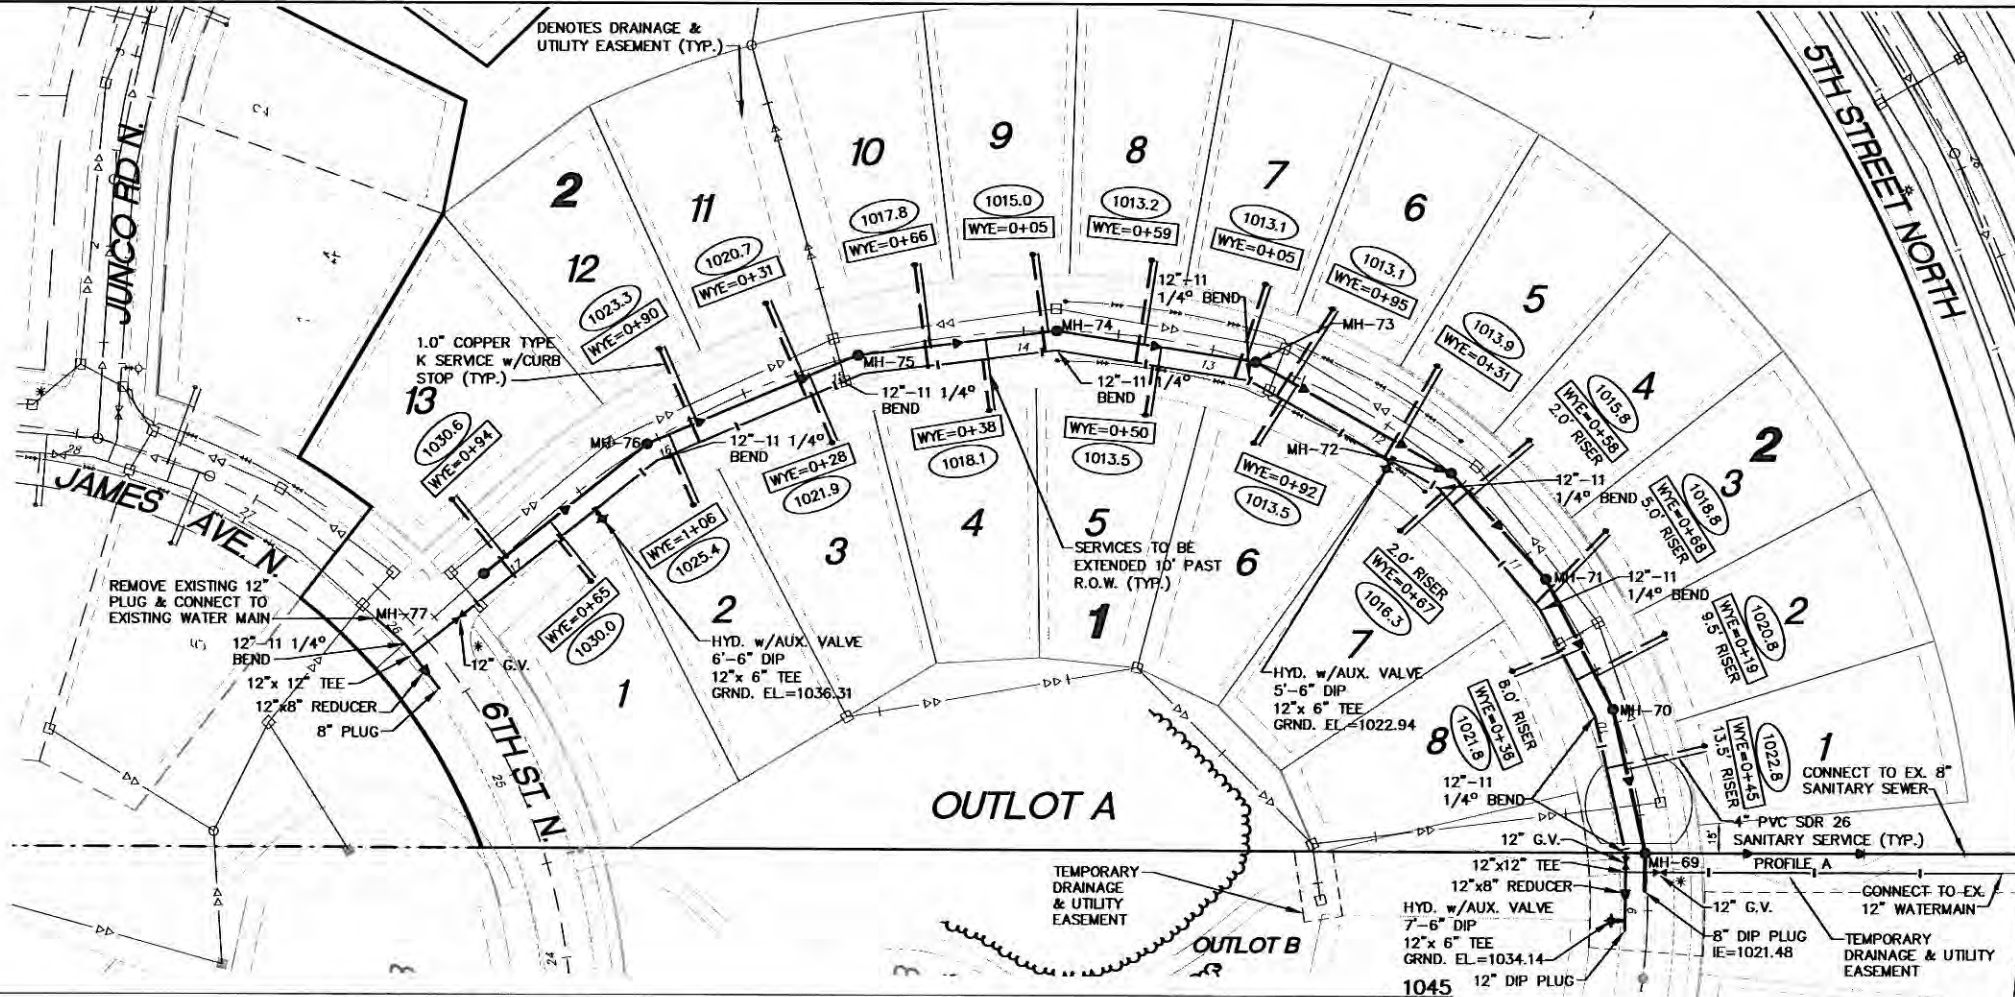 DENOTES DRAINAGE &
UTILITY EASEMENT (TYP.)
JUNCO RD N.
5TH STREET NORTH
JAMES AVE. N.
6TH ST. N.
2
13
1030.6
WYE=0+94
12
1023.3
WYE=0+90
11
1020.7
WYE=0+31
10
1017.8
WYE=0+66
9
1015.0
WYE=0+05
8
1013.2
WYE=0+59
7
1013.1
WYE=0+05
6
1013.1
WYE=0+95
5
1013.9
WYE=0+31
4
1015.8
WYE=0+58
2.0' RISER
2
3
1018.8
WYE=0+68
5.0' RISER
2
1020.8
WYE=0+19
9.5' RISER
1
1022.8
WYE=0+45
13.5' RISER
1.0" COPPER TYPE
K SERVICE w/CURB
STOP (TYP.)
12"-11
1/4° BEND
MH-73
MH-74
MH-75
MH-76
MH-72
MH-71
MH-70
MH-69
MH-77
12"-11 1/4°
BEND
12"-11 1/4°
BEND
12"-11 1/4°
BEND
12"-11
1/4° BEND
12"-11
1/4° BEND
1
WYE=0+65
1030.0
2
WYE=1+06
1025.4
3
WYE=0+28
1021.9
4
WYE=0+38
1018.1
5
WYE=0+50
1013.5
6
WYE=0+92
1013.5
7
2.0' RISER
WYE=0+67
1016.3
8
8.0' RISER
WYE=0+36
1021.8
1
SERVICES TO BE
EXTENDED 10' PAST
R.O.W. (TYP.)
REMOVE EXISTING 12"
PLUG & CONNECT TO
EXISTING WATER MAIN
12"-11 1/4°
BEND
12"x 12" TEE
12"x8" REDUCER
8" PLUG
12" G.V.
HYD. w/AUX. VALVE
6'-6" DIP
12"x 6" TEE
GRND. EL.=1036.31
HYD. w/AUX. VALVE
5'-6" DIP
12"x 6" TEE
GRND. EL.=1022.94
12"-11
1/4° BEND
CONNECT TO EX. 8"
SANITARY SEWER
4" PVC SDR 26
SANITARY SERVICE (TYP.)
OUTLOT A
12" G.V.
12"x12" TEE
12"x8" REDUCER
PROFILE A
TEMPORARY
DRAINAGE
& UTILITY
EASEMENT
HYD. w/AUX. VALVE
7'-6" DIP
12"x 6" TEE
GRND. EL.=1034.14
12" DIP PLUG
12" G.V.
8" DIP PLUG
IE=1021.48
CONNECT TO EX.
12" WATERMAIN
TEMPORARY
DRAINAGE & UTILITY
EASEMENT
OUTLOT B
1045
28
27
26
25
24
17
16
14
13
12
11
10
9
15